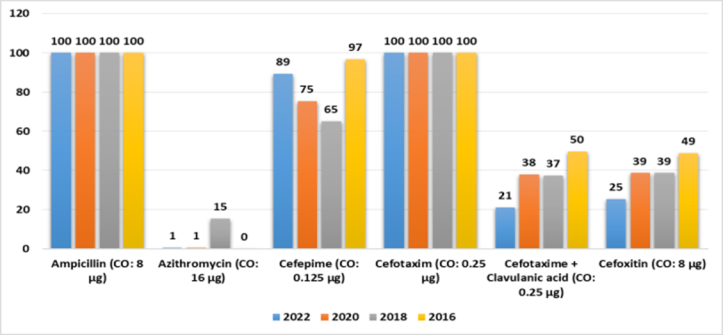 120
100
80
60
40
20
0
100 100 100 100
1 1 15 0
89 75 65 97
100 100 100 100
21 38 37 50
25 39 39 49
Ampicillin (CO: 8
µg)
Azithromycin (CO:
16 µg)
Cefepime (CO:
0.125 µg)
Cefotaxim (CO: 0.25
µg)
Cefotaxime +
Clavulanic acid (CO:
0.25 µg)
Cefoxitin (CO: 8 µg)
2022 2020 2018 2016